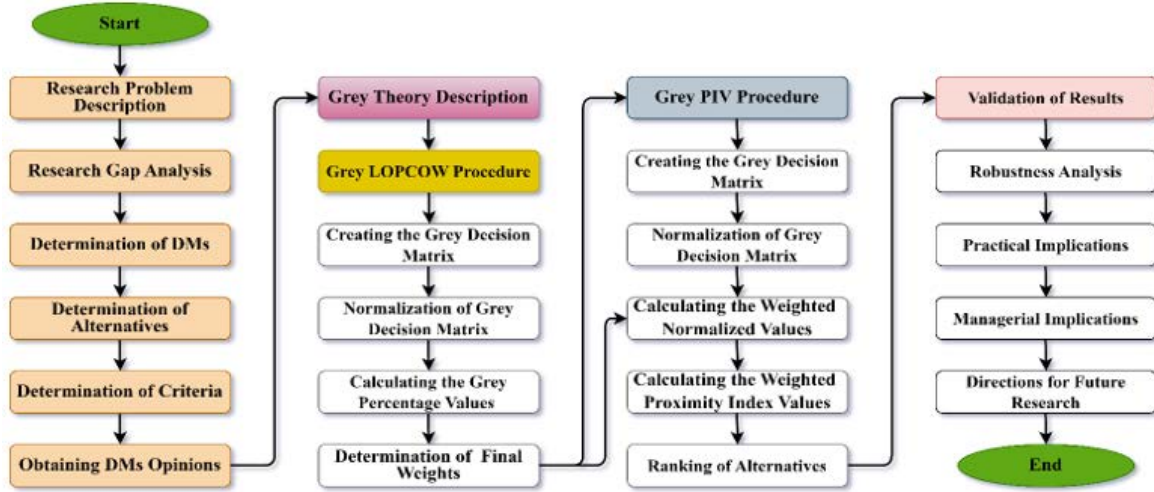 Start
Research Problem
Description
Research Gap Analysis
Determination of DMs
Determination of
Alternatives
Determination of Criteria
Obtaining DMs Opinions
Grey Theory Description
Grey LOPCOW Procedure
Creating the Grey Decision
Matrix
Normalization of Grey
Decision Matrix
Calculating the Grey
Percentage Values
Determination of Final
Weights
Grey PIV Procedure
Creating the Grey Decision
Matrix
Normalization of Grey
Decision Matrix
Calculating the Weighted
Normalized Values
Calculating the Weighted
Proximity Index Values
Ranking of Alternatives
Validation of Results
Robustness Analysis
Practical Implications
Managerial Implications
Directions for Future
Research
End